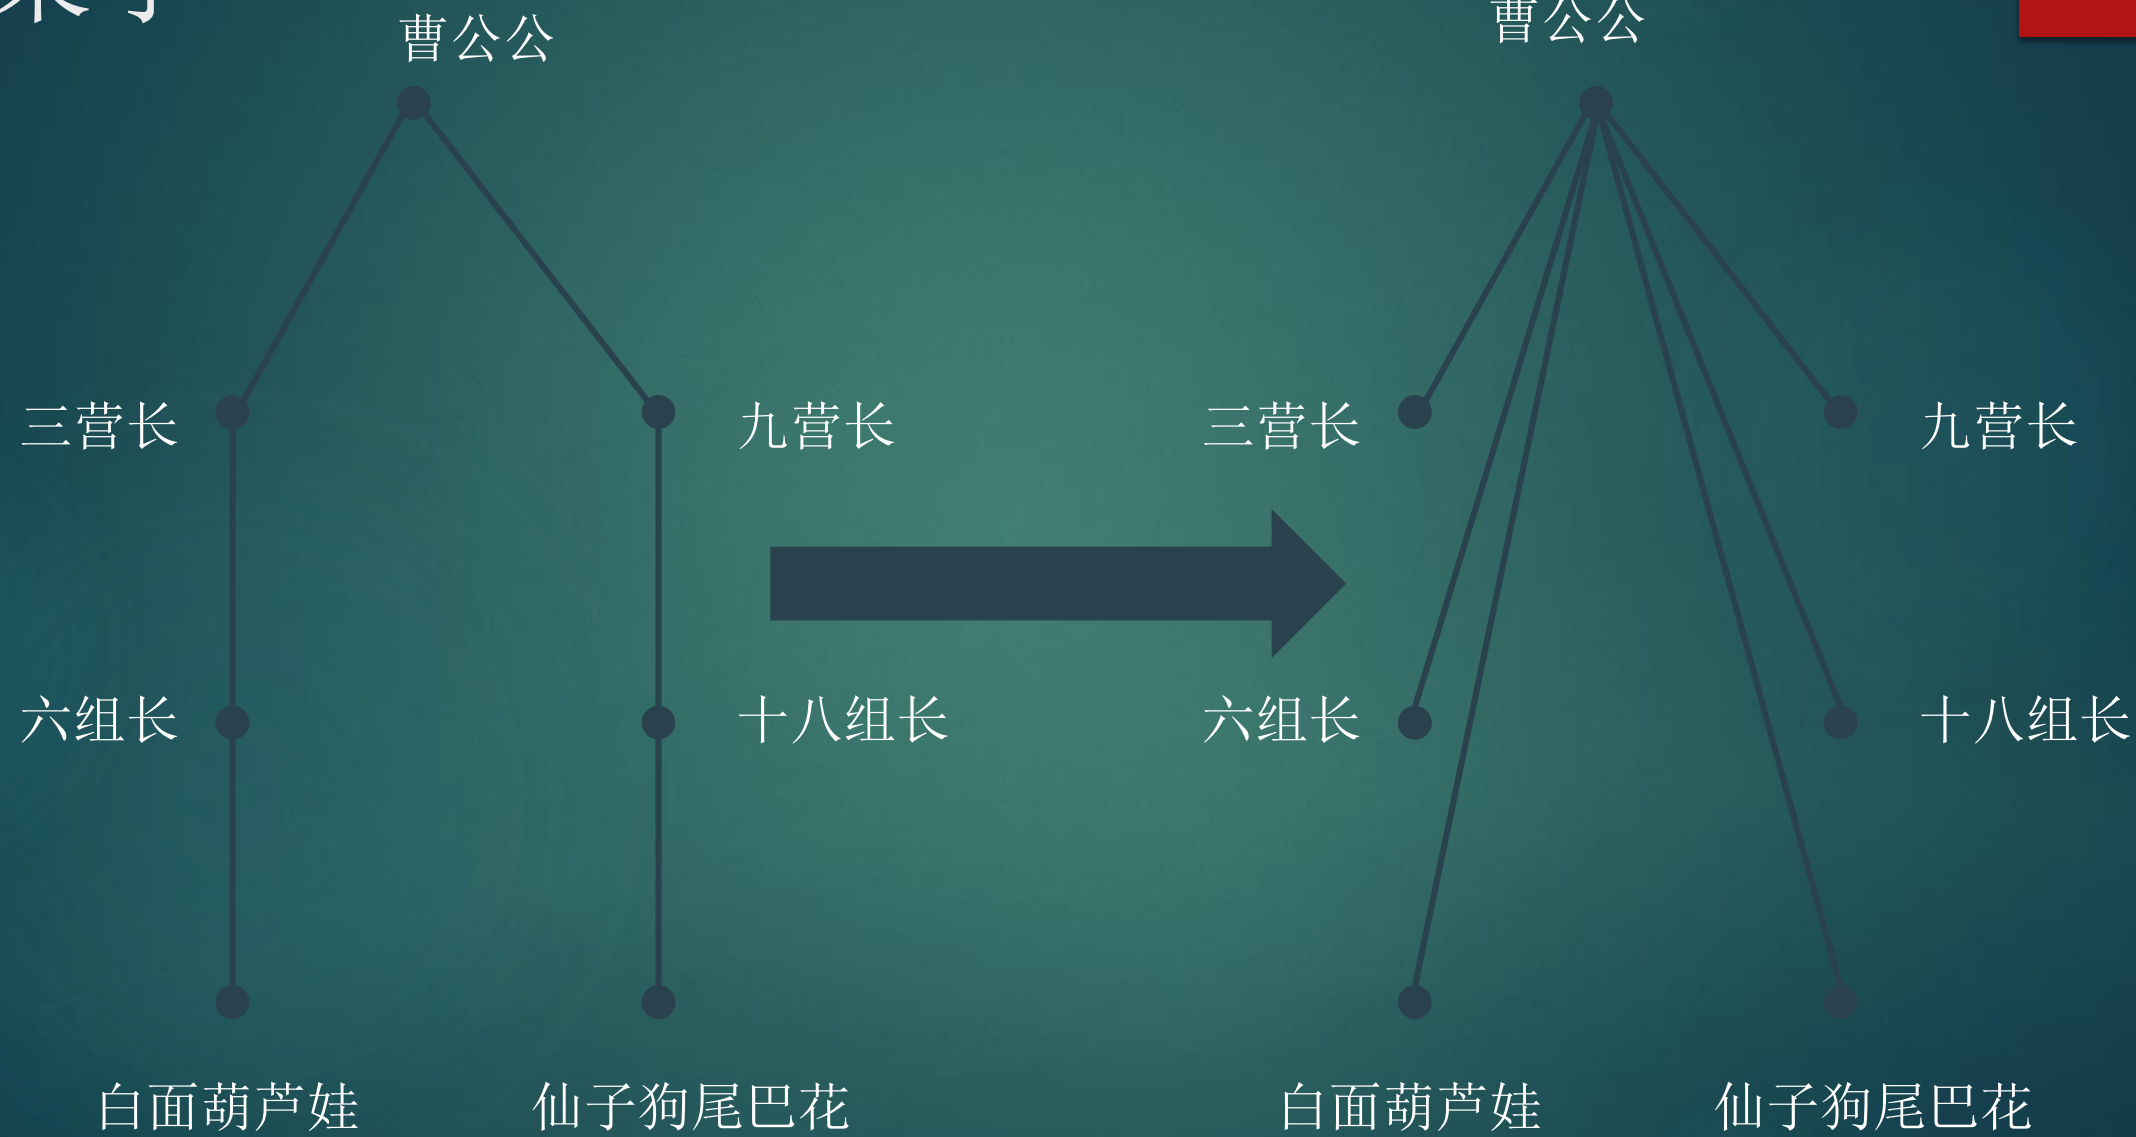 曹公公
曹公公
三营长
九营长
三营长
九营长
六组长
十八组长
六组长
十八组长
白面葫芦娃
仙子狗尾巴花
白面葫芦娃
仙子狗尾巴花